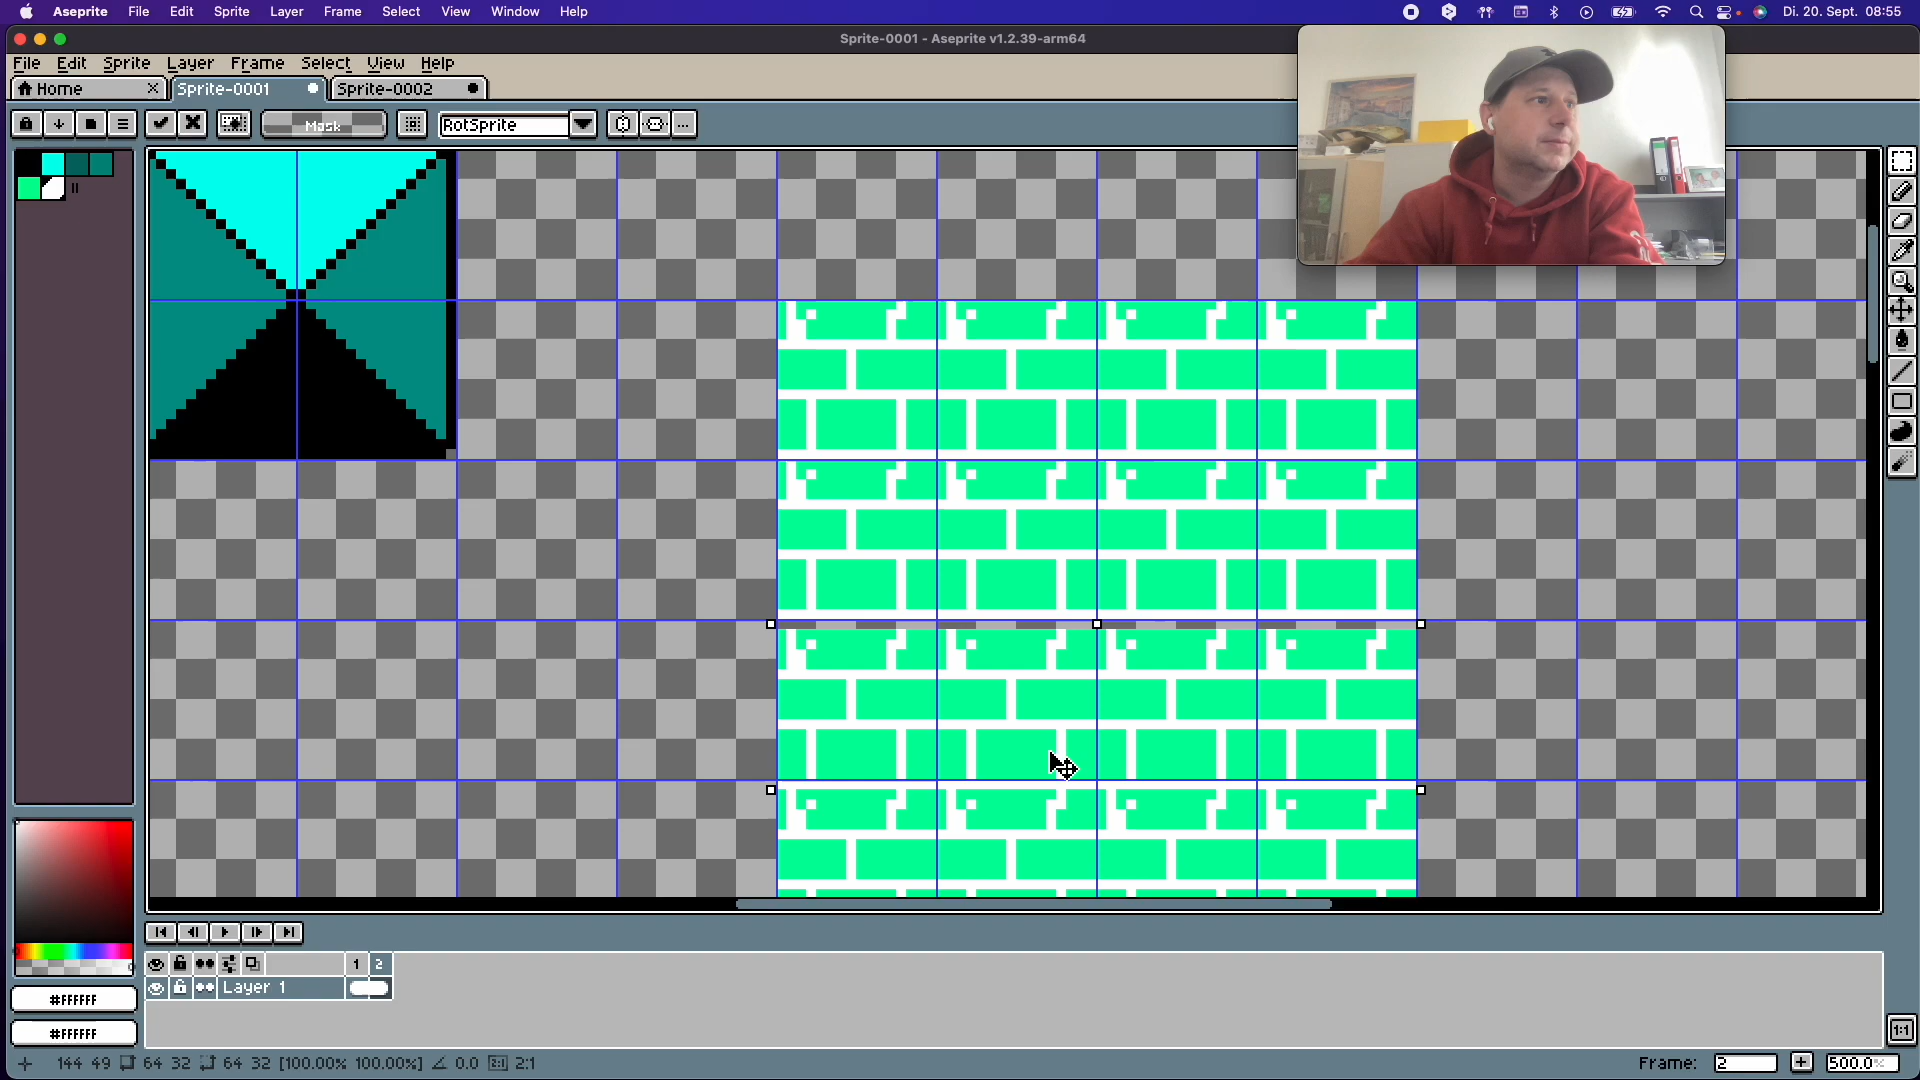 Aseprite File Edit Sprite Layer Frame Select View Window Help Di. 20. Sept. 08:55
Sprite-0001 - Aseprite v1.2.39-arm64
File Edit Sprite Layer Frame Select View Help
Home Sprite-0001 Sprite-0002
Mask RotSprite ...
1 2
Layer 1
#FFFFFF
#FFFFFF
1:1
144 49 64 32 64 32 [100.00% 100.00%] 0.0 2:1 Frame: 2 + 500.0%